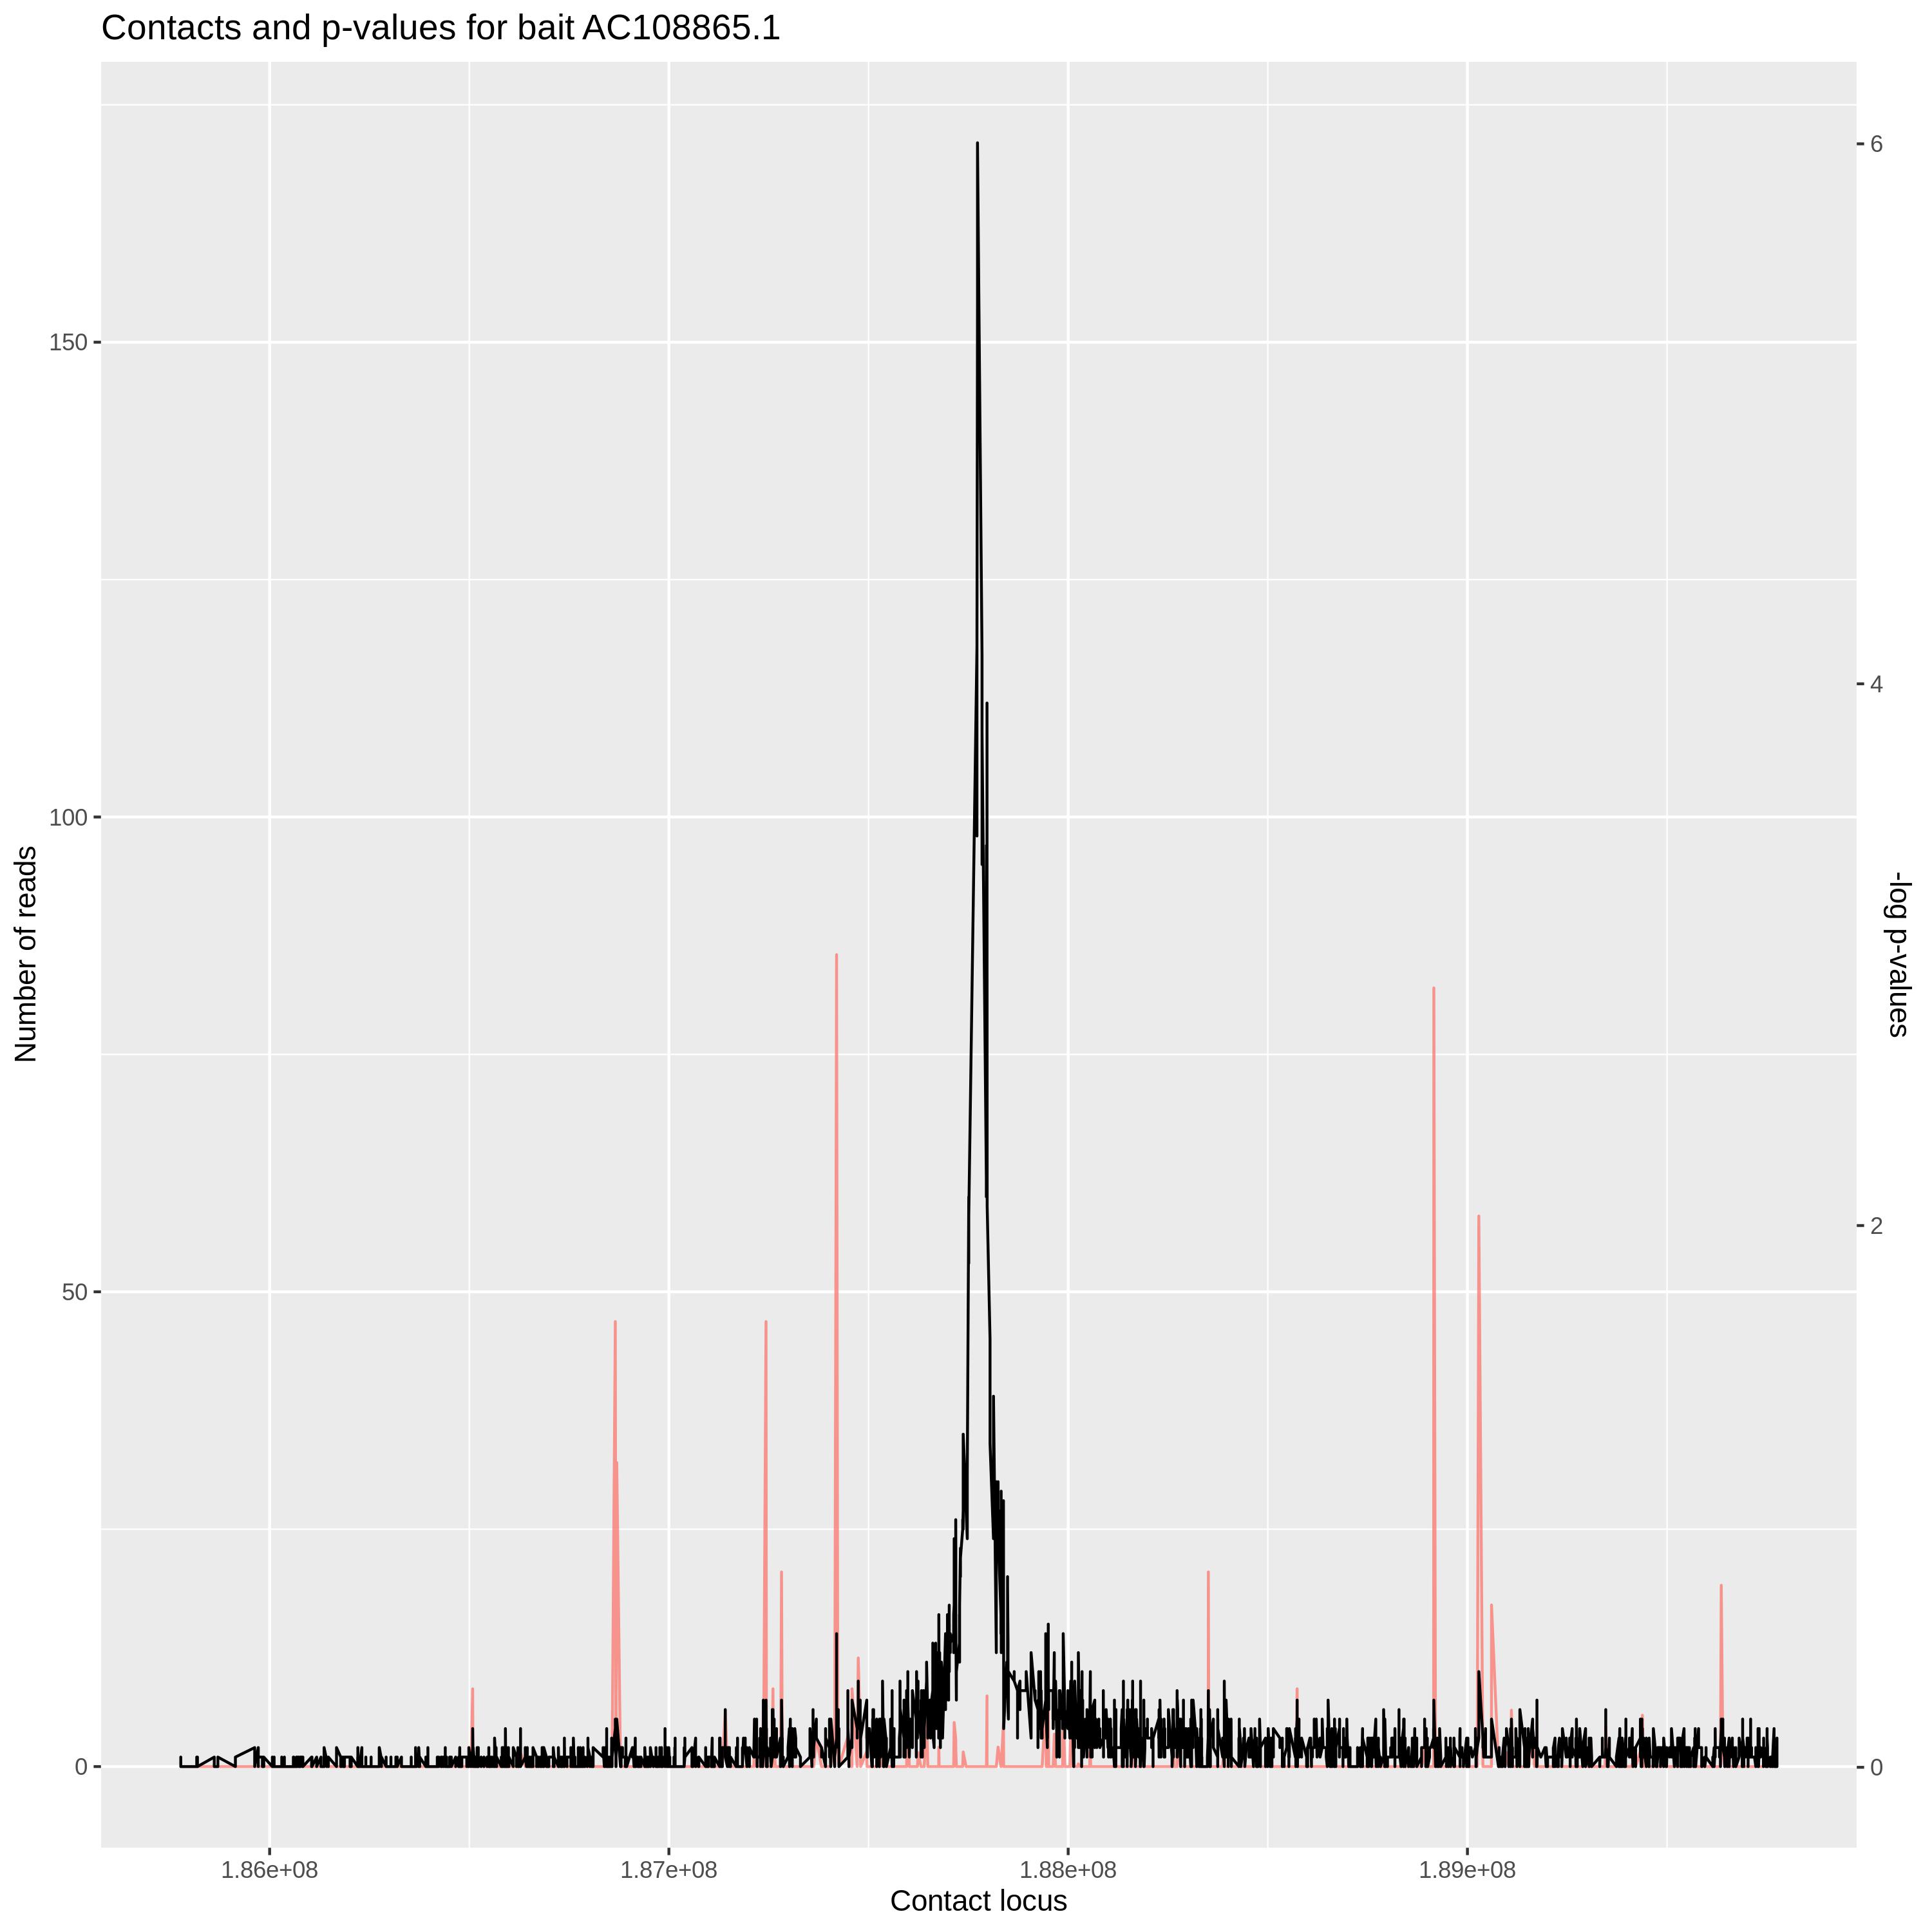 Contacts and p-values for bait AC108865.1
150
100
50
0
Number of reads
6
4
2
0
-log p-values
1.86e+08
1.87e+08
1.88e+08
1.89e+08
Contact locus